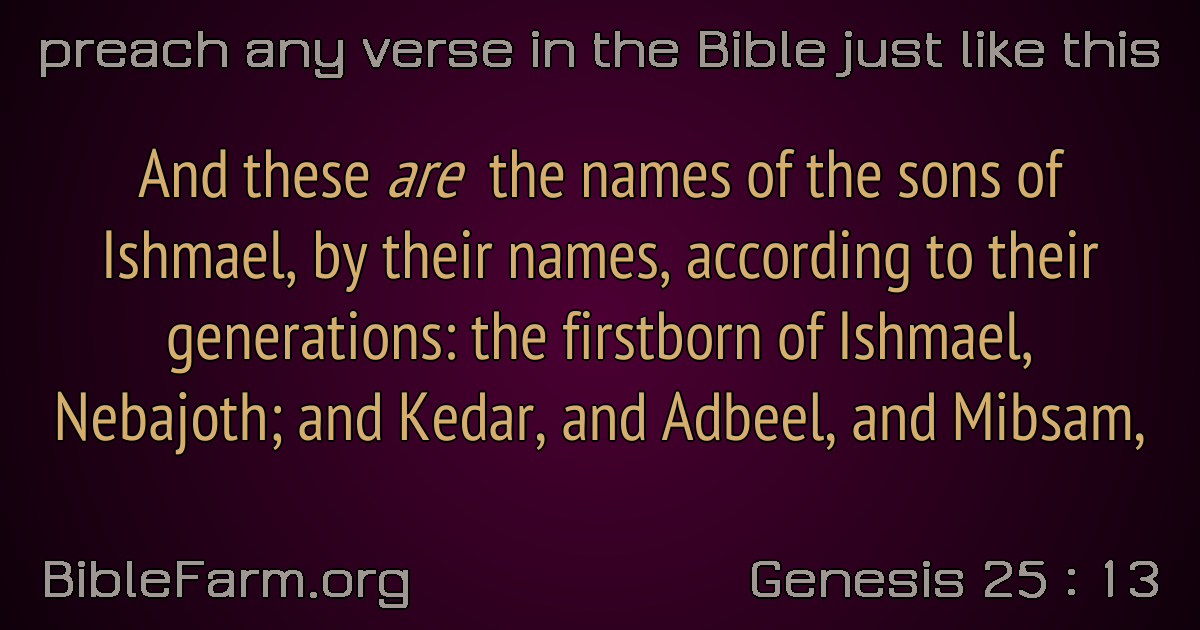 preach any verse in the Bible just like this
And these are the names of the sons of
Ishmael, by their names, according to their
generations: the firstborn of Ishmael,
Nebajoth; and Kedar, and Adbeel, and Mibsam,
BibleFarm.org
Genesis 25 : 13